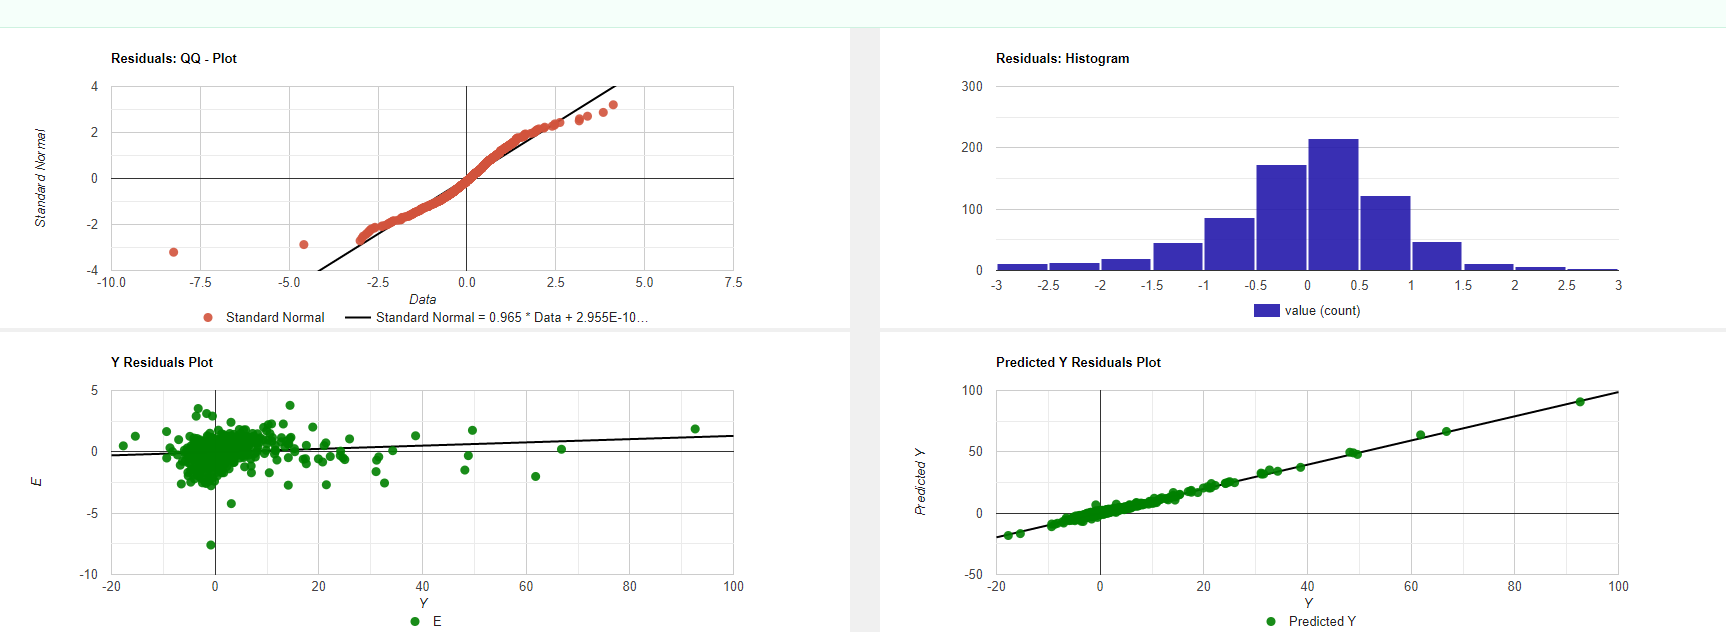 Residuals: QQ - Plot
4
2
0
-2
-4
Standard Normal
-10.0 -7.5 -5.0 -2.5 0.0 2.5 5.0 7.5
Data
Standard Normal Standard Normal = 0.965 * Data + 2.955E-10...
Residuals: Histogram
300
200
100
0
-3 -2.5 -2 -1.5 -1 -0.5 0 0.5 1 1.5 2 2.5 3
value (count)
Y Residuals Plot
5
0
-5
-10
E
-20 0 20 40 60 80 100
Y
E
Predicted Y Residuals Plot
100
50
0
-50
Predicted Y
-20 0 20 40 60 80 100
Y
Predicted Y